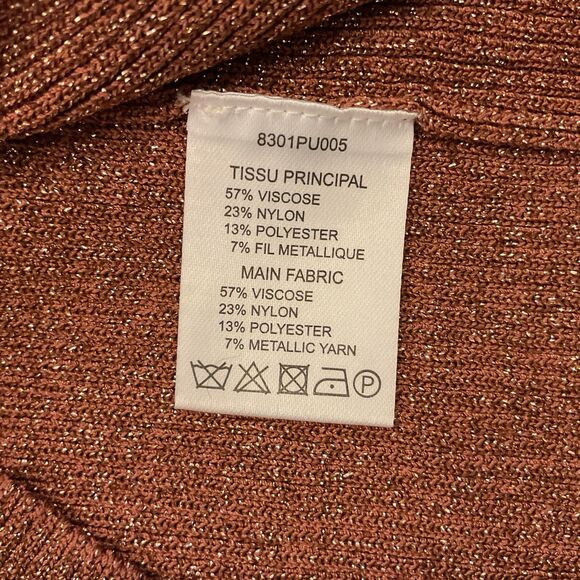 8301PU005
TISSU PRINCIPAL
57% VISCOSE
23% NYLON
13% POLYESTER
7% FIL METALLIQUE
MAIN FABRIC
57% VISCOSE
23% NYLON
13% POLYESTER
7% METALLIC YARN
P